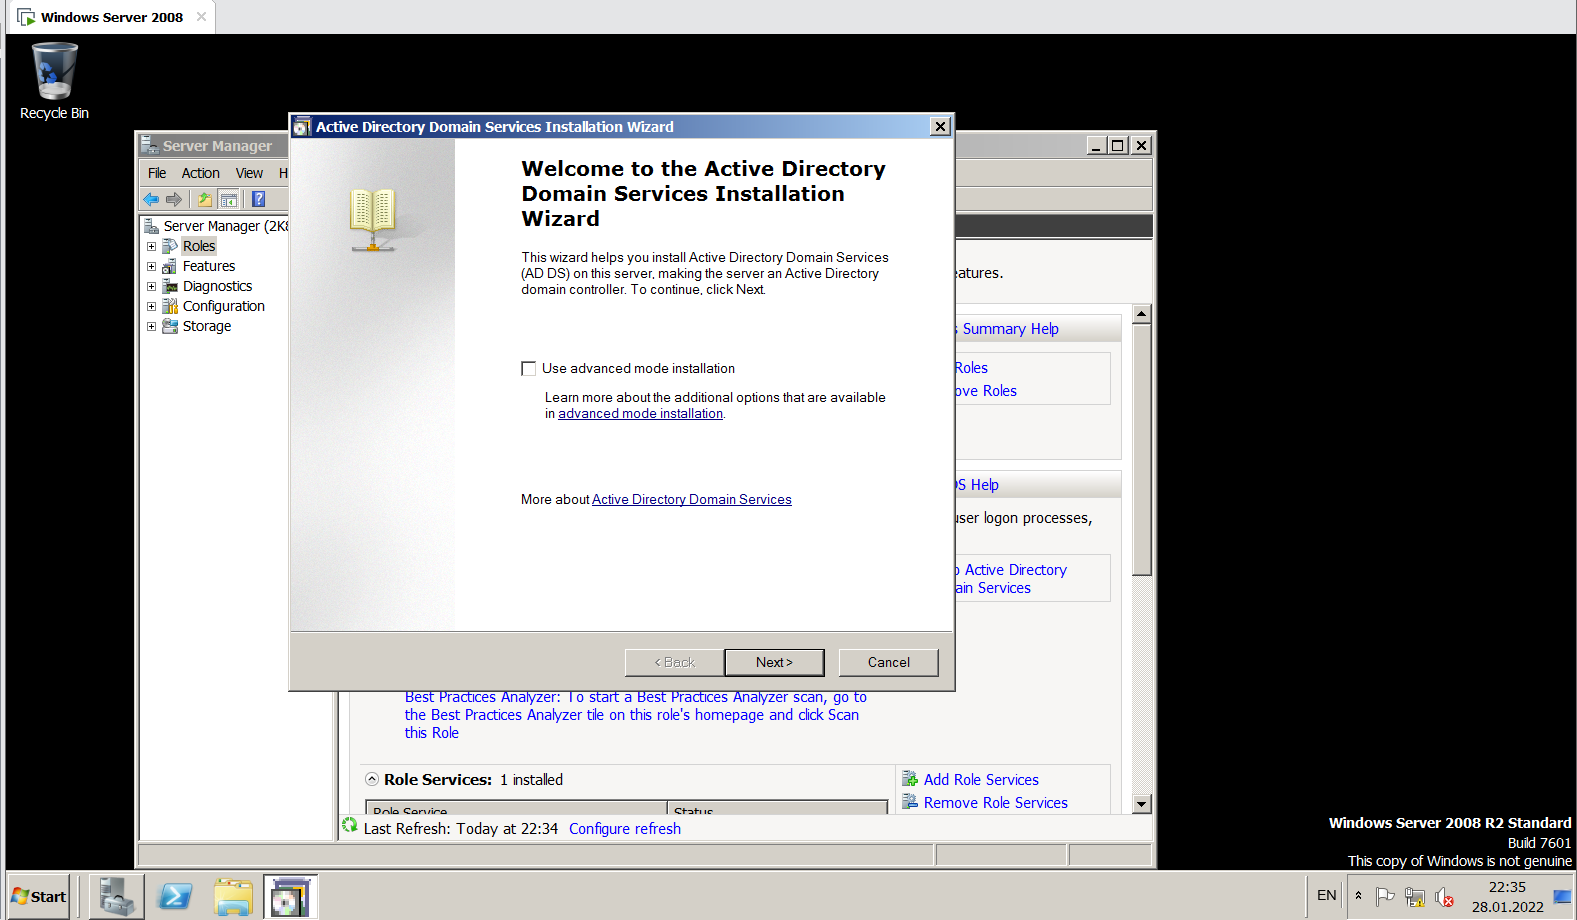 Windows Server 2008
Recycle Bin
Active Directory Domain Services Installation Wizard
Server Manager
File Action View H
Server Manager (2K8
Roles
Features
Diagnostics
Configuration
Storage
Welcome to the Active Directory
Domain Services Installation
Wizard
This wizard helps you install Active Directory Domain Services
(AD DS) on this server, making the server an Active Directory
domain controller. To continue, click Next.
Use advanced mode installation
Learn more about the additional options that are available
in advanced mode installation.
More about Active Directory Domain Services
< Back Next > Cancel
eatures.
s Summary Help
Roles
ove Roles
DS Help
user logon processes,
o Active Directory
ain Services
Best Practices Analyzer: To start a Best Practices Analyzer scan, go to
the Best Practices Analyzer tile on this role's homepage and click Scan
this Role
Role Services: 1 installed
Add Role Services
Remove Role Services
Role Service Status
Last Refresh: Today at 22:34 Configure refresh
Windows Server 2008 R2 Standard
Build 7601
This copy of Windows is not genuine
Start
EN
22:35
28.01.2022